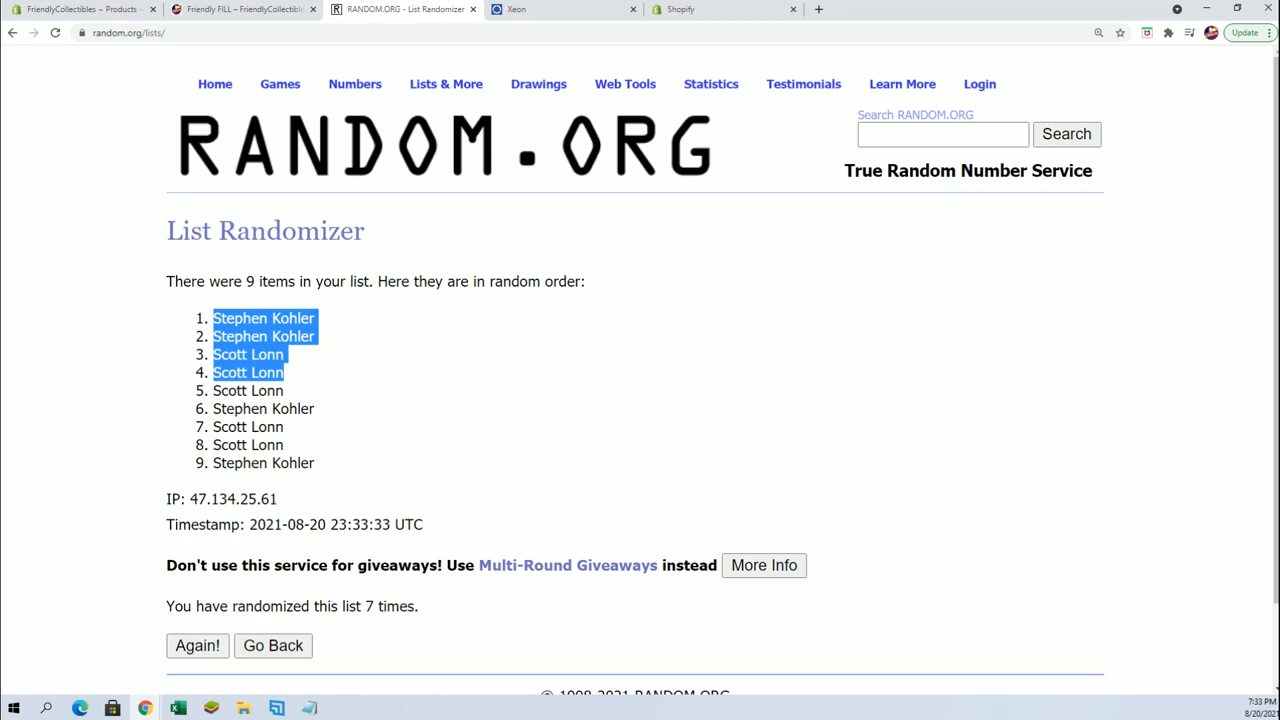 FriendlyCollectibles ~ Products ·
Friendly FILL – FriendlyCollectible
RANDOM.ORG - List Randomizer
Xeon
Shopify
random.org/lists/
Update
Home Games Numbers Lists & More Drawings Web Tools Statistics Testimonials Learn More Login
RANDOM.ORG
Search RANDOM.ORG
Search
True Random Number Service
List Randomizer
There were 9 items in your list. Here they are in random order:
1. Stephen Kohler
2. Stephen Kohler
3. Scott Lonn
4. Scott Lonn
5. Scott Lonn
6. Stephen Kohler
7. Scott Lonn
8. Scott Lonn
9. Stephen Kohler
IP: 47.134.25.61
Timestamp: 2021-08-20 23:33:33 UTC
Don't use this service for giveaways! Use Multi-Round Giveaways instead More Info
You have randomized this list 7 times.
Again! Go Back
© 1998-2021 RANDOM.ORG
7:33 PM
8/20/2021